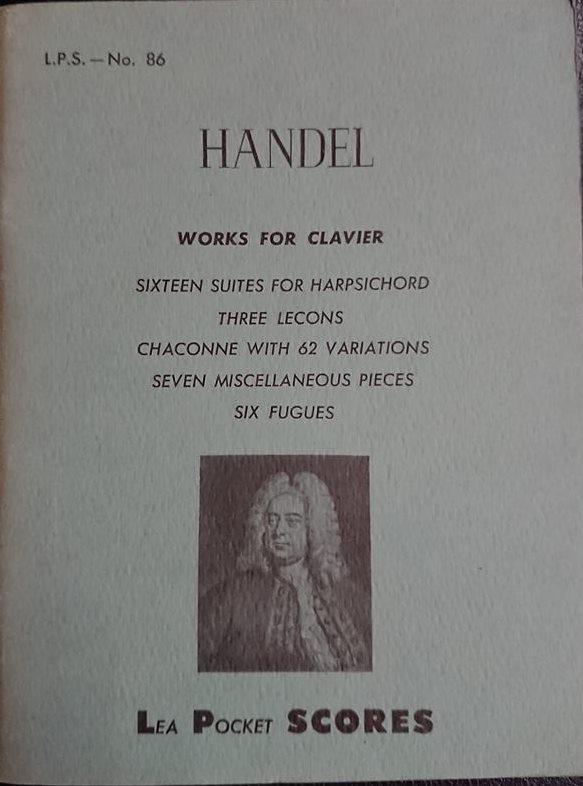 L.P.S. — No. 86
HANDEL
WORKS FOR CLAVIER
SIXTEEN SUITES FOR HARPSICHORD
THREE LECONS
CHACONNE WITH 62 VARIATIONS
SEVEN MISCELLANEOUS PIECES
SIX FUGUES
LEA POCKET SCORES